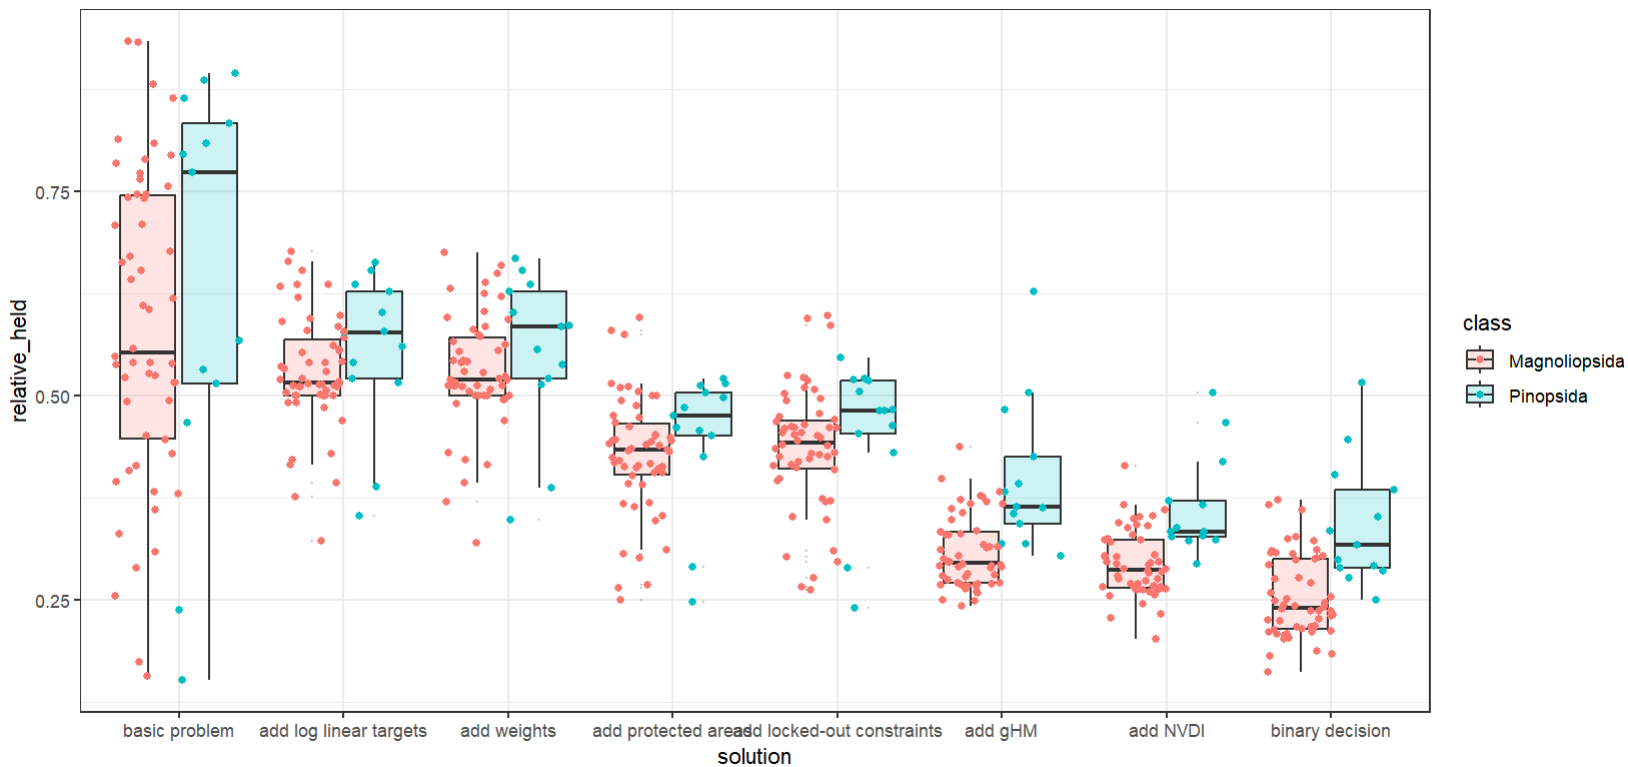 0.75
0.50
0.25
relative_held
basic problem
add log linear targets
add weights
add protected areas
add locked-out constraints
add gHM
add NVDI
binary decision
solution
class
Magnoliopsida
Pinopsida